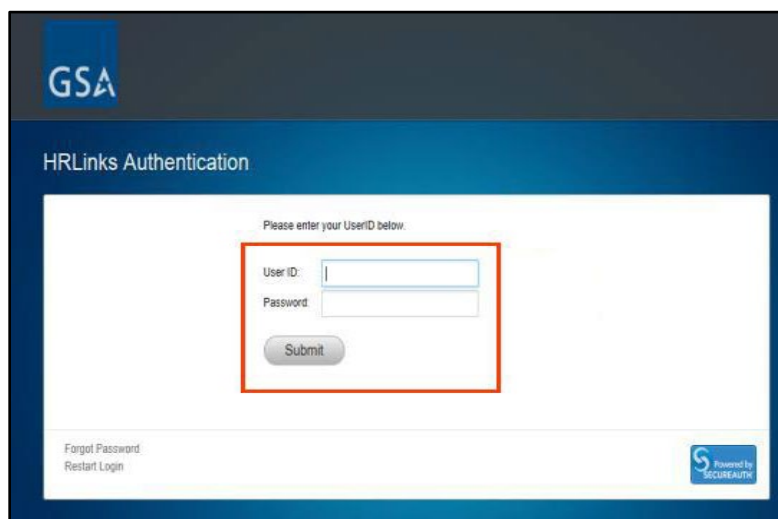 GSA
HRLinks Authentication
Please enter your UserID below.
User ID:
Password:
Submit
Forgot Password
Restart Login
Powered by
SECUREAUTH